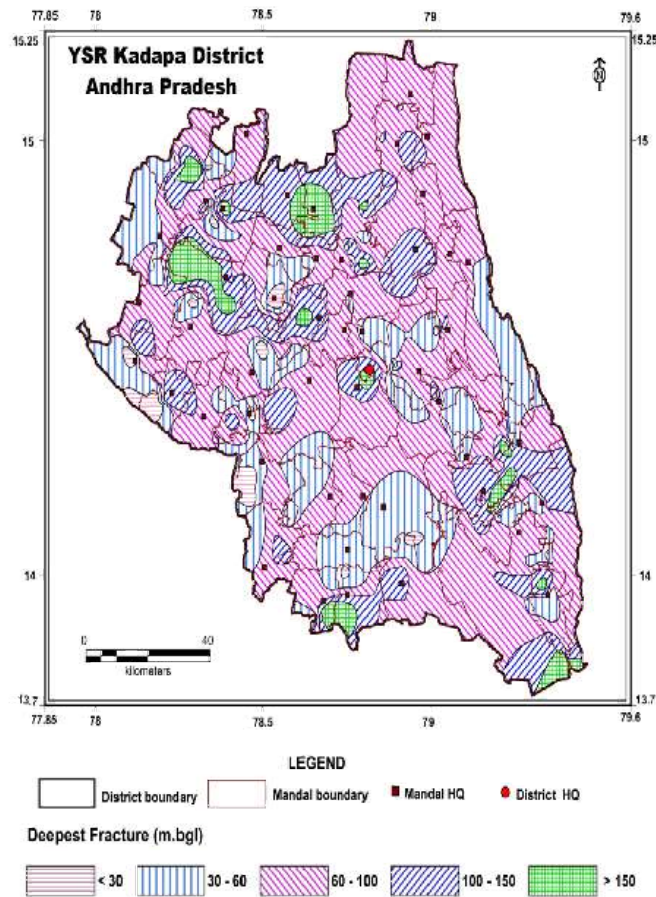 77.85 78 78.5 79 79.6
15.25 15.25
YSR Kadapa District
Andhra Pradesh
N
15 15
14 14
0 40
kilometers
13.7 13.7
77.85 78 78.5 79 79.6
LEGEND
District boundary Mandal boundary Mandal HQ District HQ
Deepest Fracture (m.bgl)
< 30 30 - 60 60 - 100 100 - 150 > 150